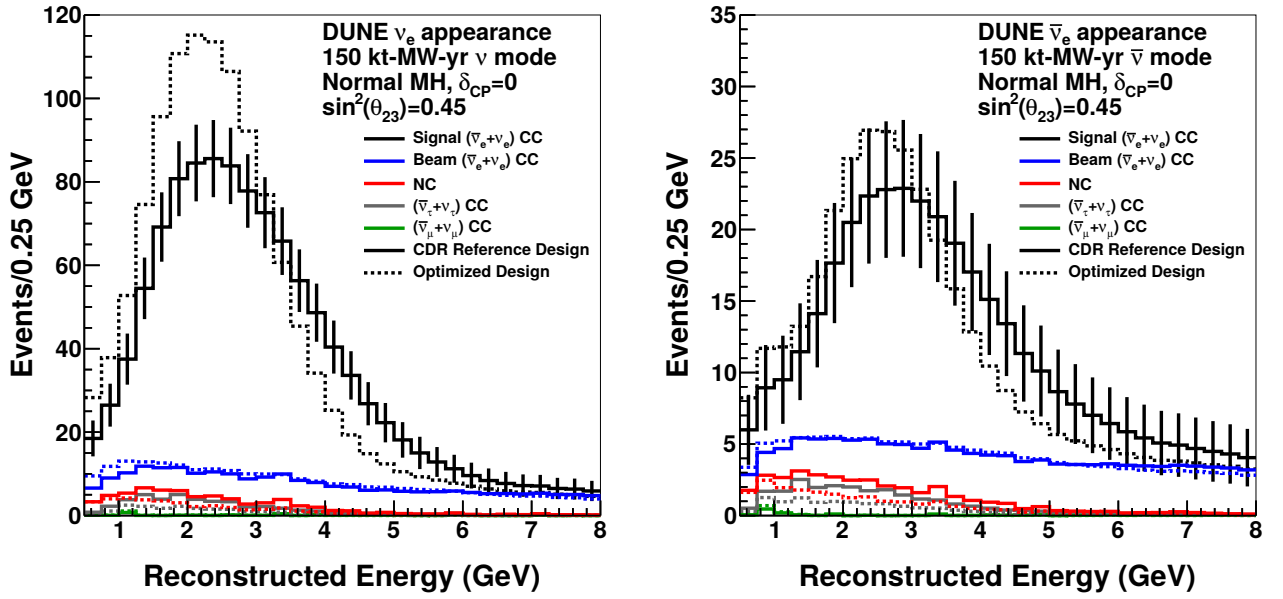 DUNE νe appearance
150 kt-MW-yr ν mode
Normal MH, δCP=0
sin²(θ23)=0.45
Signal (ν̅e+νe) CC
Beam (ν̅e+νe) CC
NC
(ν̅τ+ντ) CC
(ν̅μ+νμ) CC
CDR Reference Design
Optimized Design
Events/0.25 GeV
120
100
80
60
40
20
0
1 2 3 4 5 6 7 8
Reconstructed Energy (GeV)
DUNE ν̅e appearance
150 kt-MW-yr ν̅ mode
Normal MH, δCP=0
sin²(θ23)=0.45
Signal (ν̅e+νe) CC
Beam (ν̅e+νe) CC
NC
(ν̅τ+ντ) CC
(ν̅μ+νμ) CC
CDR Reference Design
Optimized Design
Events/0.25 GeV
35
30
25
20
15
10
5
0
1 2 3 4 5 6 7 8
Reconstructed Energy (GeV)